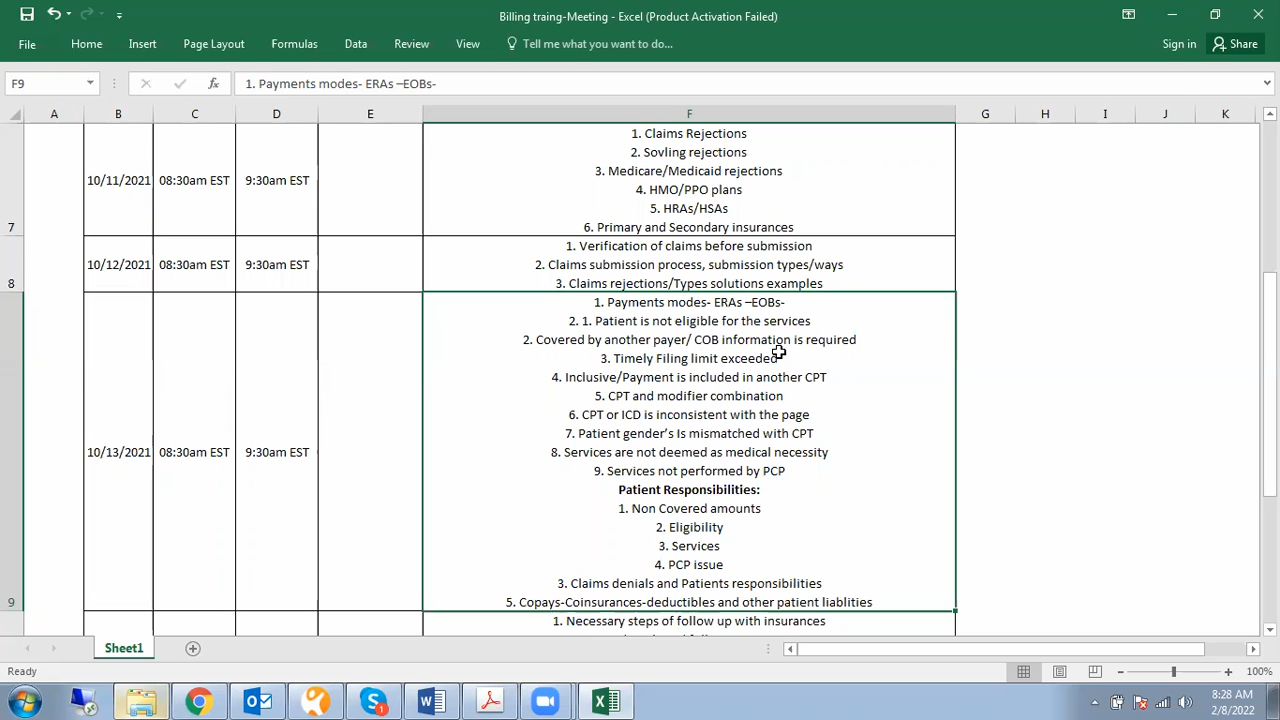 Billing traing-Meeting - Excel (Product Activation Failed)
File Home Insert Page Layout Formulas Data Review View Tell me what you want to do... Sign in Share
F9 fx 1. Payments modes- ERAs –EOBs-
A B C D E F G H I J K
1. Claims Rejections
2. Sovling rejections
3. Medicare/Medicaid rejections
10/11/2021 08:30am EST 9:30am EST
4. HMO/PPO plans
5. HRAs/HSAs
7 6. Primary and Secondary insurances
1. Verification of claims before submission
10/12/2021 08:30am EST 9:30am EST 2. Claims submission process, submission types/ways
8 3. Claims rejections/Types solutions examples
1. Payments modes- ERAs –EOBs-
2. 1. Patient is not eligible for the services
2. Covered by another payer/ COB information is required
3. Timely Filing limit exceeded
4. Inclusive/Payment is included in another CPT
5. CPT and modifier combination
6. CPT or ICD is inconsistent with the page
7. Patient gender’s Is mismatched with CPT
10/13/2021 08:30am EST 9:30am EST 8. Services are not deemed as medical necessity
9. Services not performed by PCP
Patient Responsibilities:
1. Non Covered amounts
2. Eligibility
3. Services
4. PCP issue
3. Claims denials and Patients responsibilities
9 5. Copays-Coinsurances-deductibles and other patient liablities
1. Necessary steps of follow up with insurances
Sheet1
Ready 100%
8:28 AM
2/8/2022